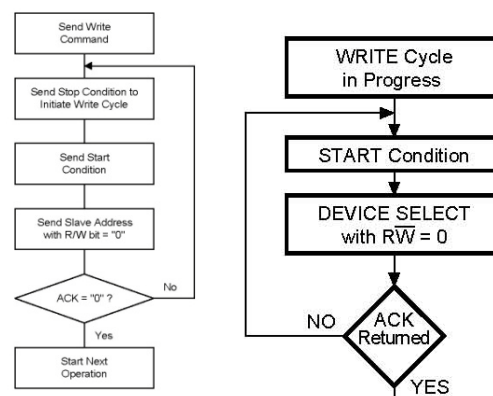 Send Write
Command
Send Stop Condition to
Initiate Write Cycle
Send Start
Condition
Send Slave Address
with R/W bit = "0"
No
ACK = "0" ?
Yes
Start Next
Operation
WRITE Cycle
in Progress
START Condition
DEVICE SELECT
with RW̅ = 0
NO
ACK
Returned
YES